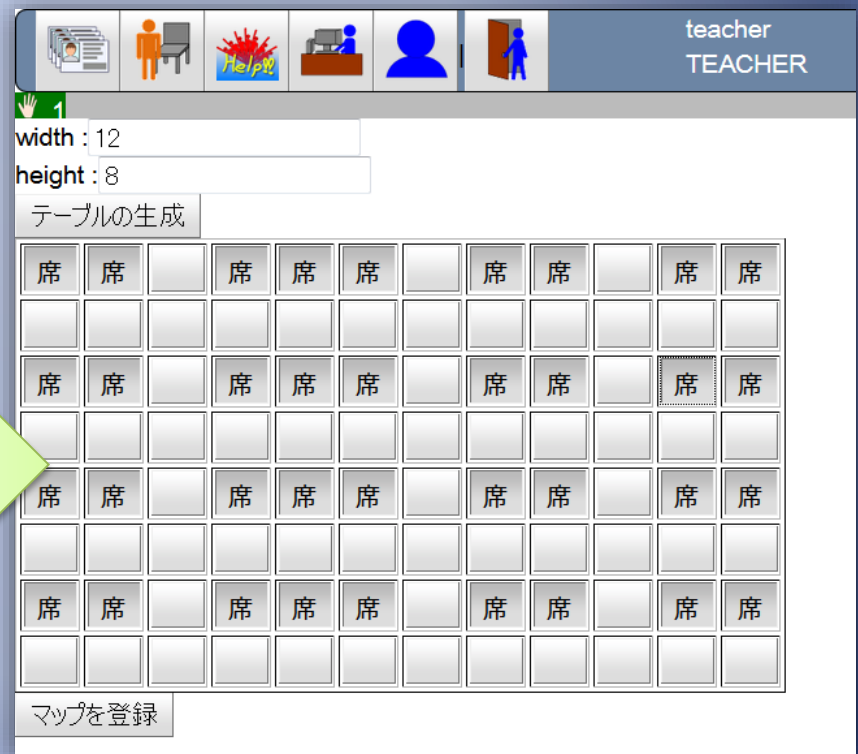 Help!!
teacher
TEACHER
1
width : 12
height : 8
テーブルの生成
席 席 席 席 席 席 席 席 席
席 席 席 席 席 席 席 席 席
席 席 席 席 席 席 席 席 席
席 席 席 席 席 席 席 席 席
マップを登録